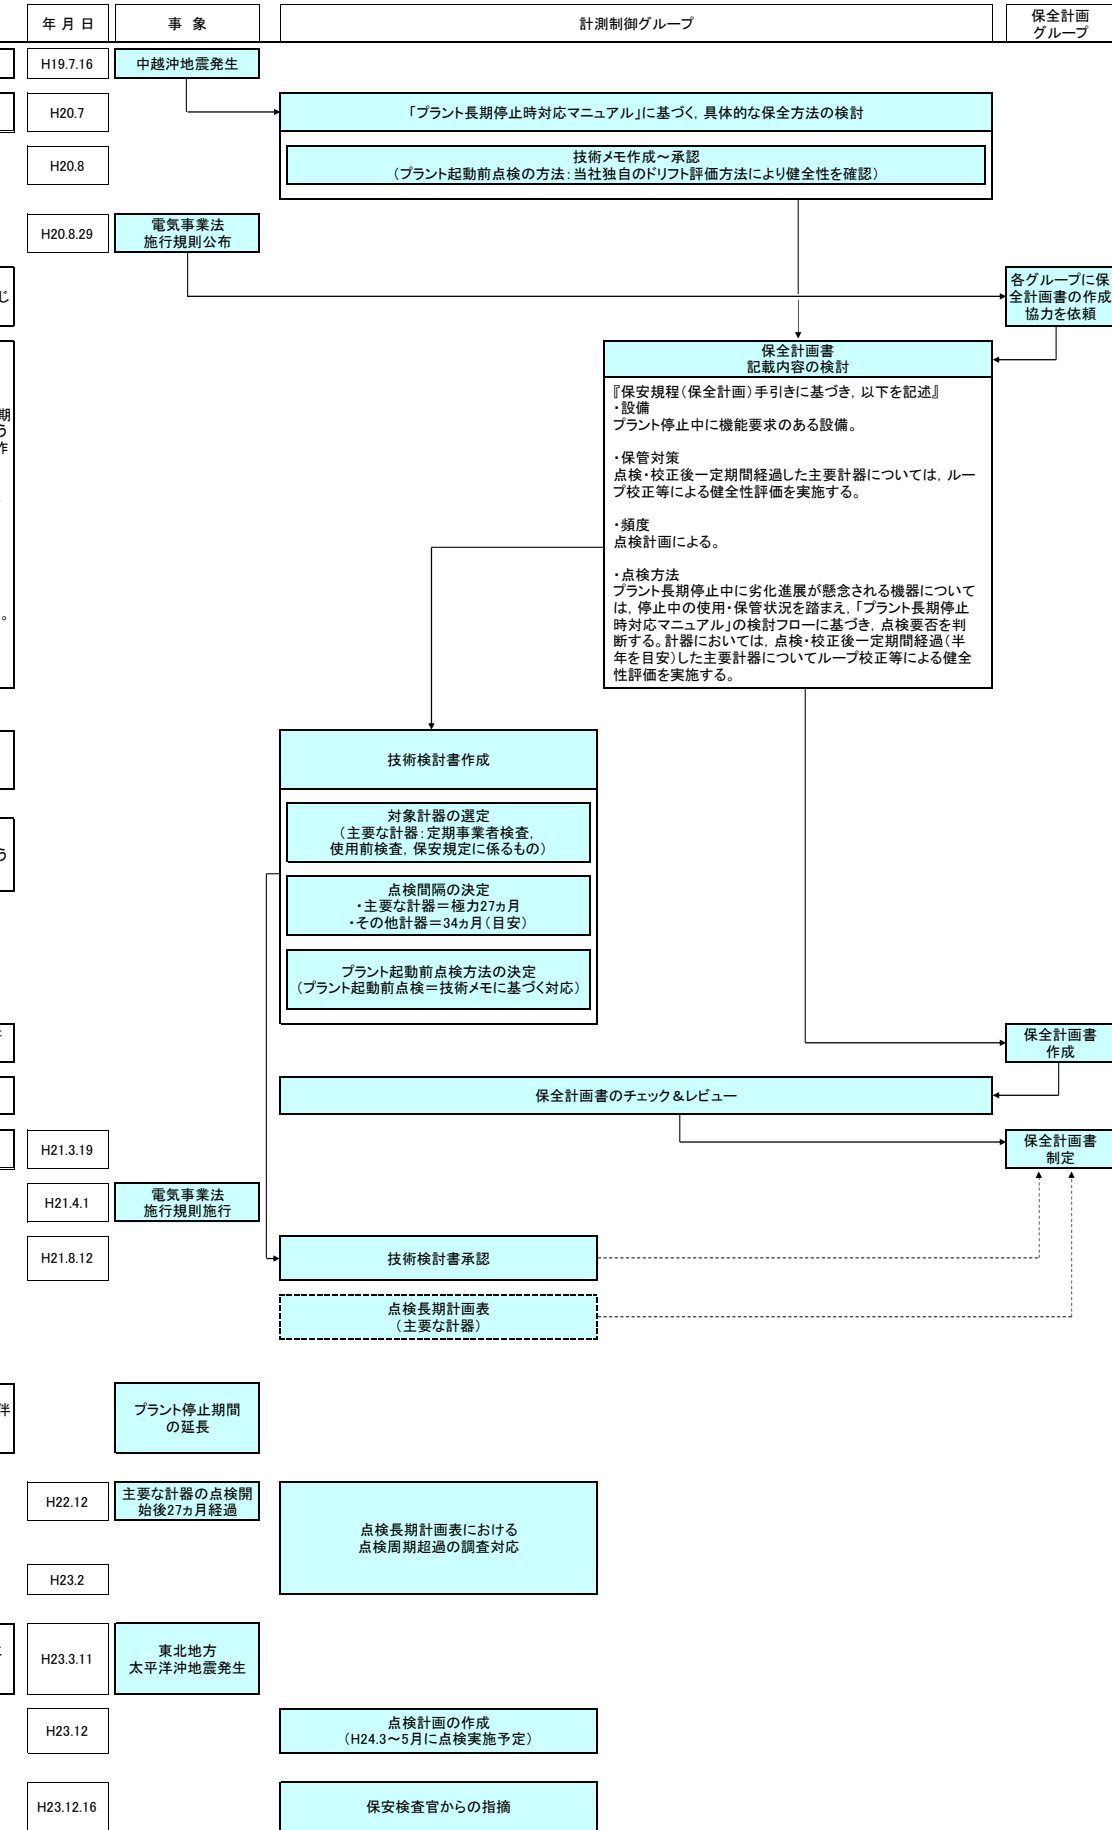 年月日
事 象
計測制御グループ
保全計画
グループ
H19.7.16
中越沖地震発生
H20.7
「プラント長期停止時対応マニュアル」に基づく，具体的な保全方法の検討
H20.8
技術メモ作成～承認
（プラント起動前点検の方法：当社独自のドリフト評価方法により健全性を確認）
H20.8.29
電気事業法
施行規則公布
じ
各グループに保
全計画書の作成
協力を依頼
保全計画書
記載内容の検討
『保安規程（保全計画）手引きに基づき，以下を記述』
・設備
プラント停止中に機能要求のある設備。
・保管対策
点検・校正後一定期間経過した主要計器については，ルー
プ校正等による健全性評価を実施する。
・頻度
点検計画による。
・点検方法
プラント長期停止中に劣化進展が懸念される機器について
は，停止中の使用・保管状況を踏まえ，「プラント長期停止
時対応マニュアル」の検討フローに基づき，点検要否を判
断する。計器においては，点検・校正後一定期間経過（半
年を目安）した主要計器についてループ校正等による健全
性評価を実施する。
期
う
作
。
技術検討書作成
対象計器の選定
（主要な計器：定期事業者検査，
使用前検査，保安規定に係るもの）
う
点検間隔の決定
・主要な計器＝極力27ヵ月
・その他計器＝34ヵ月（目安）
プラント起動前点検方法の決定
（プラント起動前点検＝技術メモに基づく対応）
保全計画書
作成
保全計画書のチェック＆レビュー
H21.3.19
保全計画書
制定
H21.4.1
電気事業法
施行規則施行
H21.8.12
技術検討書承認
点検長期計画表
（主要な計器）
伴
プラント停止期間
の延長
H22.12
主要な計器の点検開
始後27ヵ月経過
点検長期計画表における
点検周期超過の調査対応
H23.2
H23.3.11
東北地方
太平洋沖地震発生
H23.12
点検計画の作成
（H24.3～5月に点検実施予定）
H23.12.16
保安検査官からの指摘